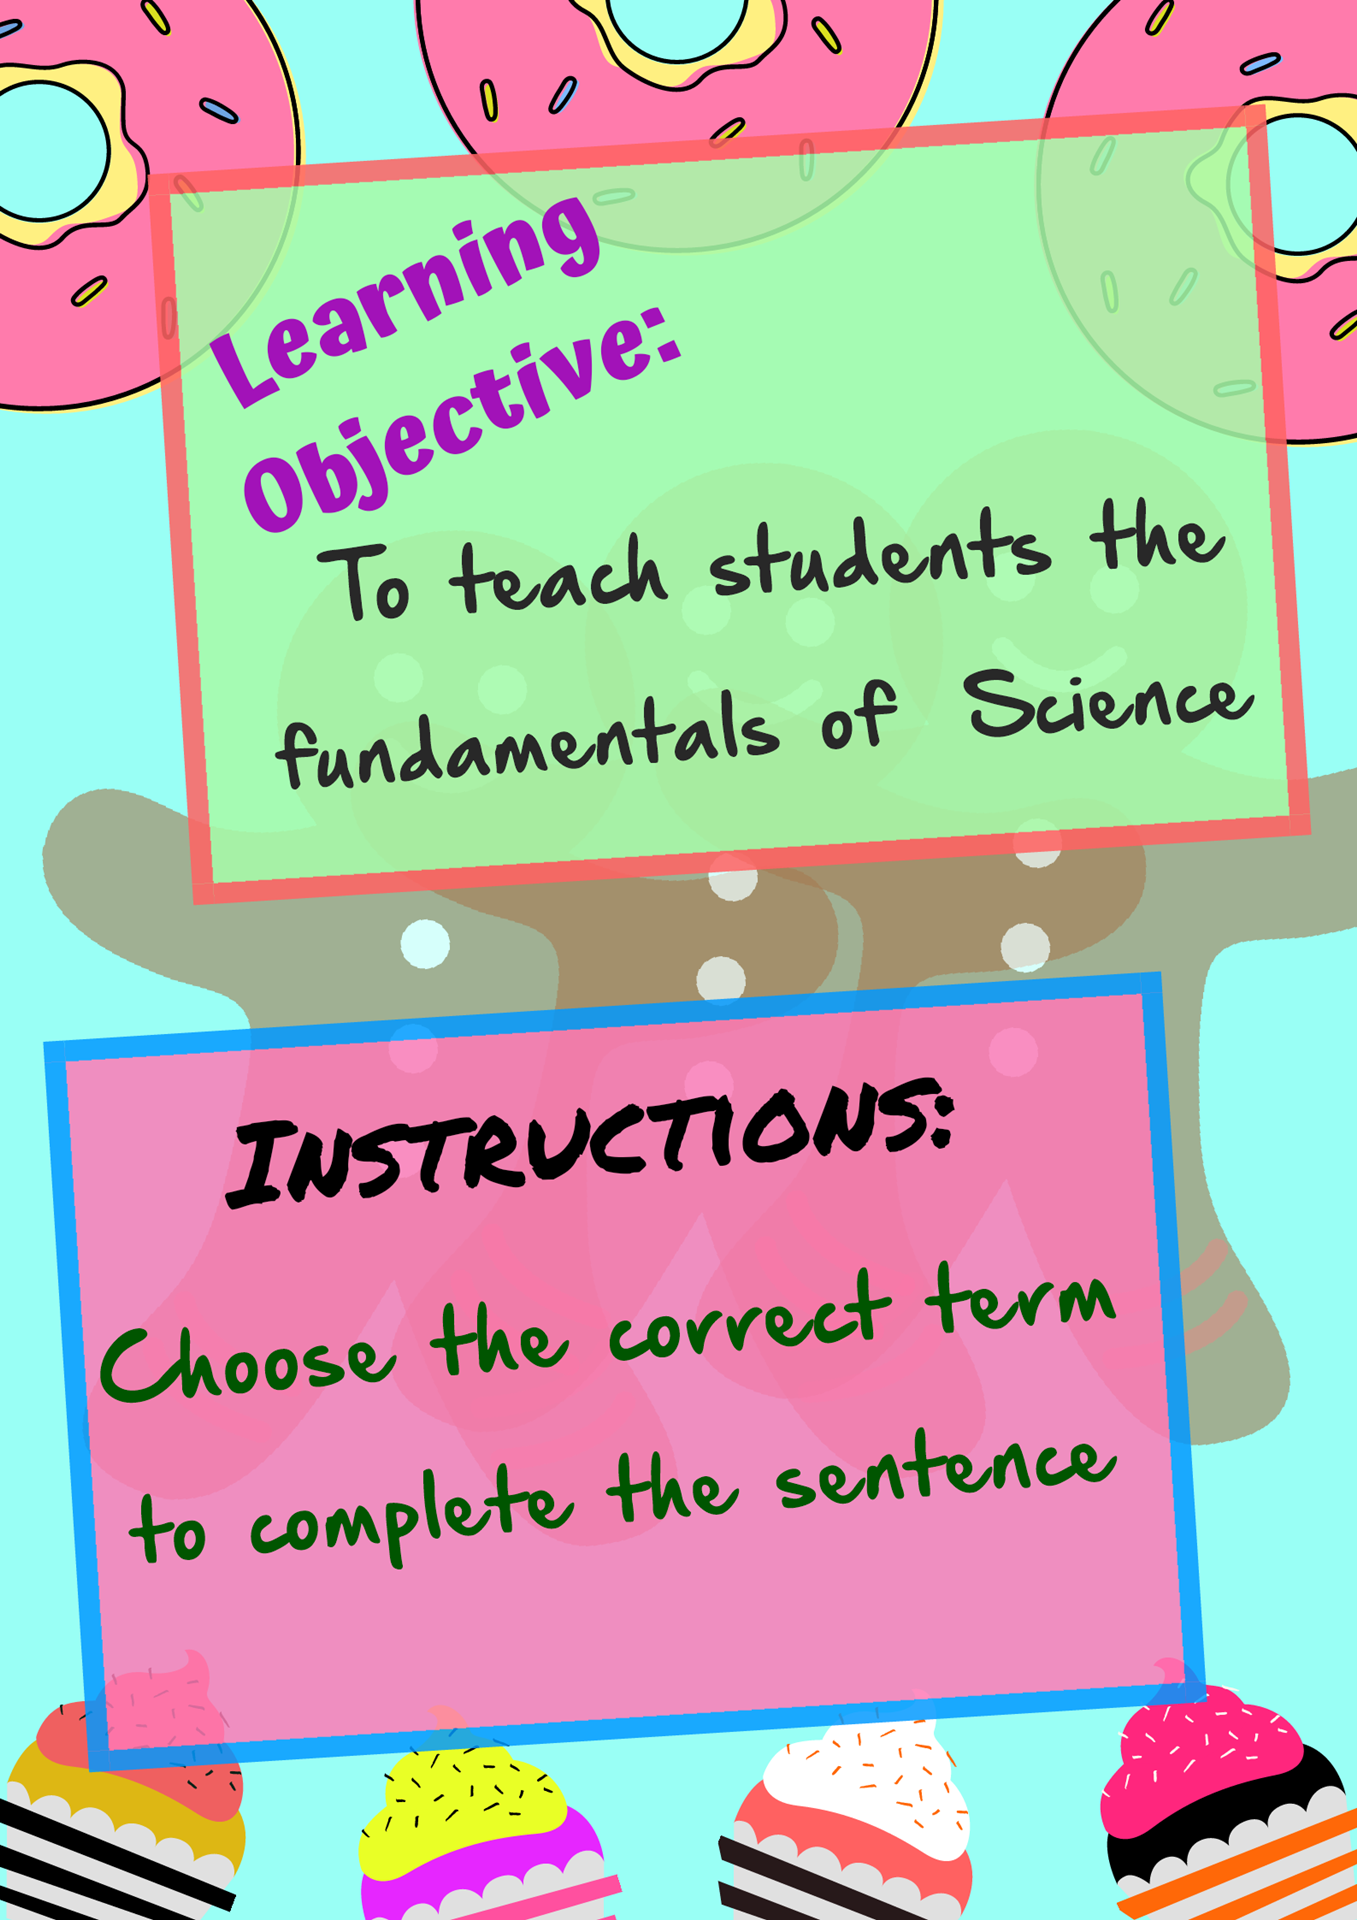 Learning
Objective:
To teach students the
fundamentals of Science
INSTRUCTIONS:
Choose the correct term
to complete the sentence